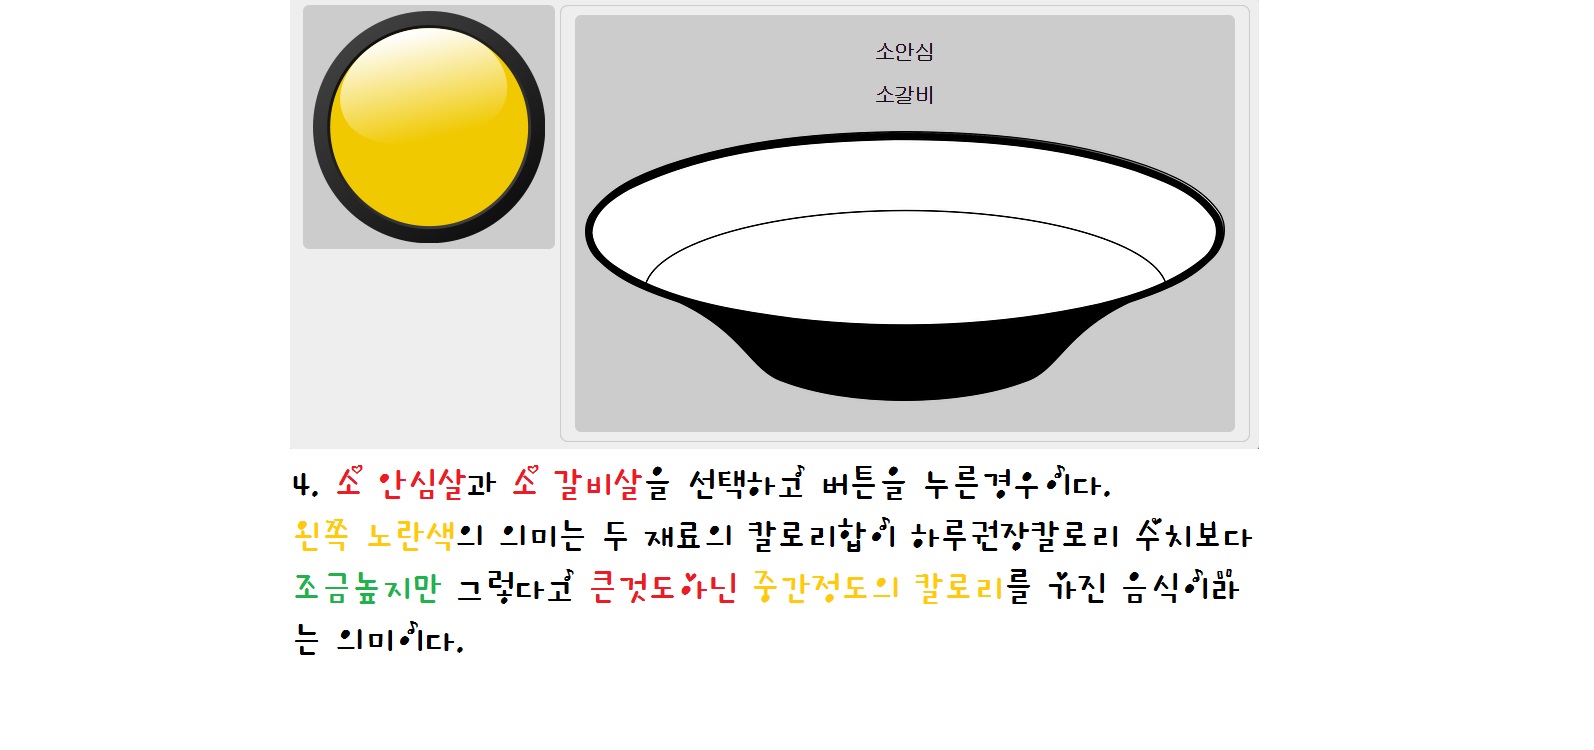 소안심
소갈비
4. 소 안심살과 소 갈비살을 선택하고 버튼을 누른경우이다.
왼쪽 노란색의 의미는 두 재료의 칼로리합이 하루권장칼로리 수치보다
조금높지만 그렇다고 큰것도아닌 중간정도의 칼로리를 가진 음식이라
는 의미이다.